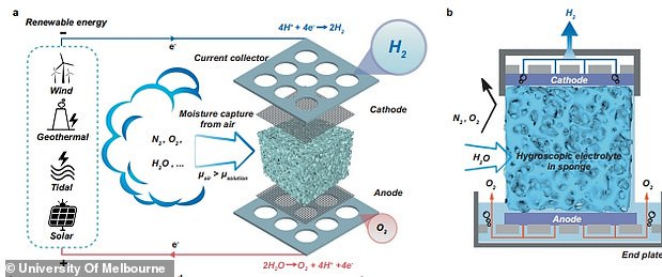 a
Renewable energy
−
e-
4H⁺ + 4e⁻ → 2H₂
H₂
Current collector
Wind
Geothermal
Tidal
Solar
+
N₂, O₂,
H₂O , ...
Moisture capture
from air
μair > μsolution
Cathode
Anode
O₂
e-
2H₂O→O₂ + 4H⁺ +4e⁻
b
H₂
Cathode
N₂, O₂
H₂O
Hygroscopic electrolyte
in sponge
O₂
O₂
Anode
End plate
© University Of Melbourne